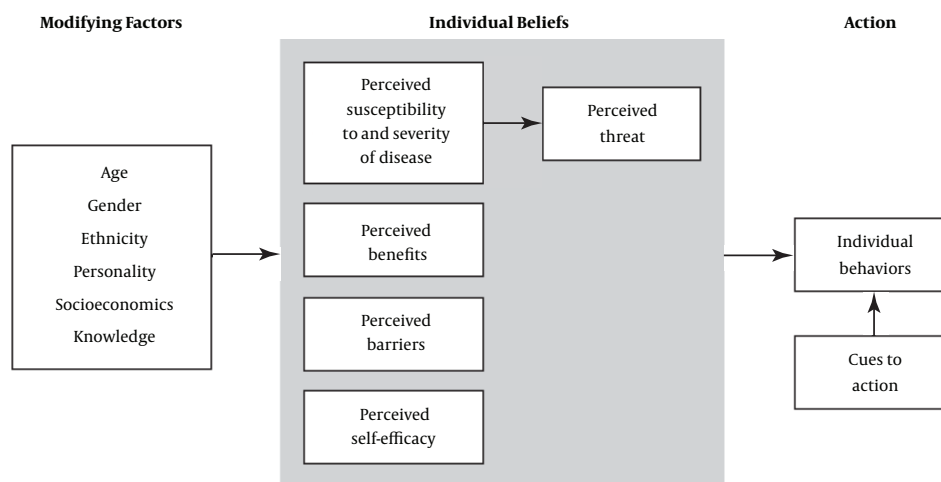 Modifying Factors
Individual Beliefs
Action
Age
Gender
Ethnicity
Personality
Socioeconomics
Knowledge
Perceived
susceptibility
to and severity
of disease
Perceived
threat
Perceived
benefits
Perceived
barriers
Perceived
self-efficacy
Individual
behaviors
Cues to
action